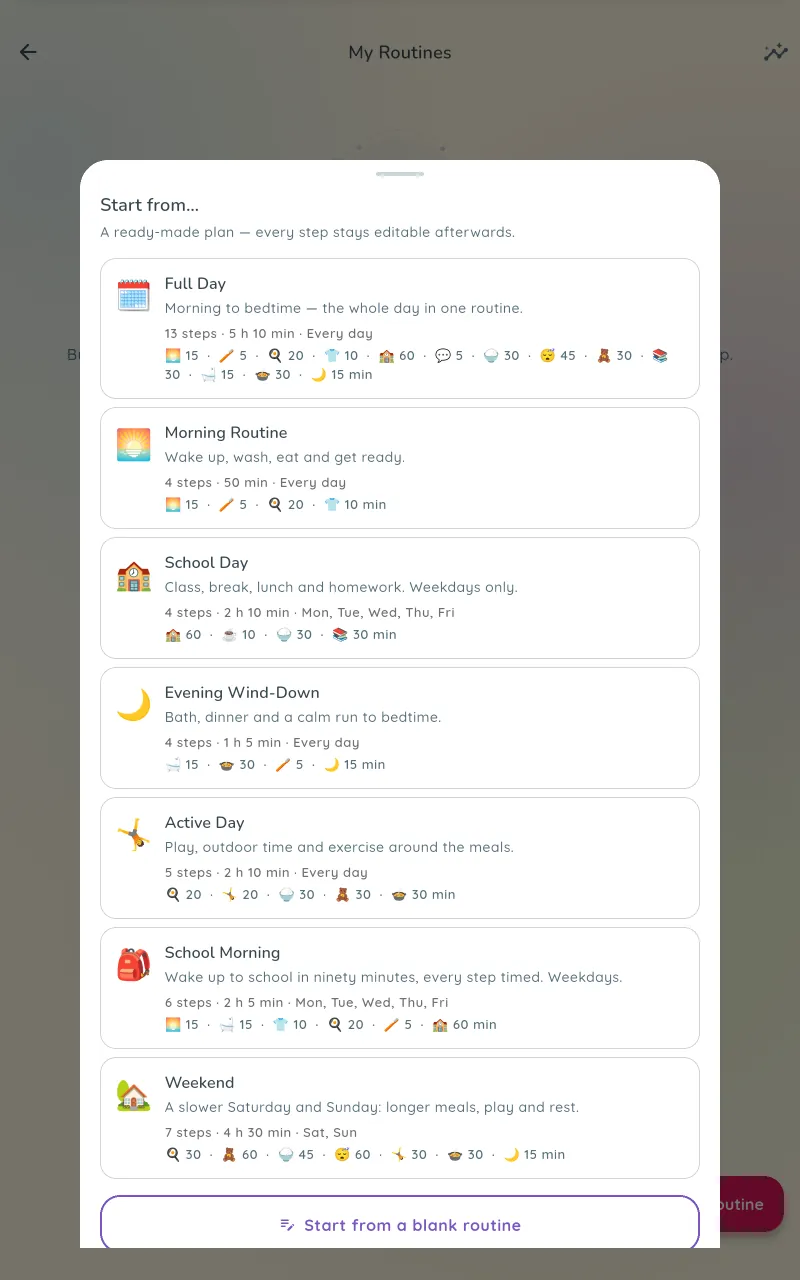 My Routines
Start from...
A ready-made plan — every step stays editable afterwards.
Full Day
Morning to bedtime — the whole day in one routine.
13 steps · 5 h 10 min · Every day
🌅 15 · 🪥 5 · 🍳 20 · 👕 10 · 🏫 60 · 💬 5 · 🍚 30 · 😴 45 · 🧸 30 · 📚
30 · 🛁 15 · 🍲 30 · 🌙 15 min
Morning Routine
Wake up, wash, eat and get ready.
4 steps · 50 min · Every day
🌅 15 · 🪥 5 · 🍳 20 · 👕 10 min
School Day
Class, break, lunch and homework. Weekdays only.
4 steps · 2 h 10 min · Mon, Tue, Wed, Thu, Fri
🏫 60 · ☕ 10 · 🍚 30 · 📚 30 min
Evening Wind-Down
Bath, dinner and a calm run to bedtime.
4 steps · 1 h 5 min · Every day
🛁 15 · 🍲 30 · 🪥 5 · 🌙 15 min
Active Day
Play, outdoor time and exercise around the meals.
5 steps · 2 h 10 min · Every day
🍳 20 · 🤸 20 · 🍚 30 · 🧸 30 · 🍲 30 min
School Morning
Wake up to school in ninety minutes, every step timed. Weekdays.
6 steps · 2 h 5 min · Mon, Tue, Wed, Thu, Fri
🌅 15 · 🛁 15 · 👕 10 · 🍳 20 · 🪥 5 · 🏫 60 min
Weekend
A slower Saturday and Sunday: longer meals, play and rest.
7 steps · 4 h 30 min · Sat, Sun
🍳 30 · 🧸 60 · 🍚 45 · 😴 60 · 🤸 30 · 🍲 30 · 🌙 15 min
Start from a blank routine